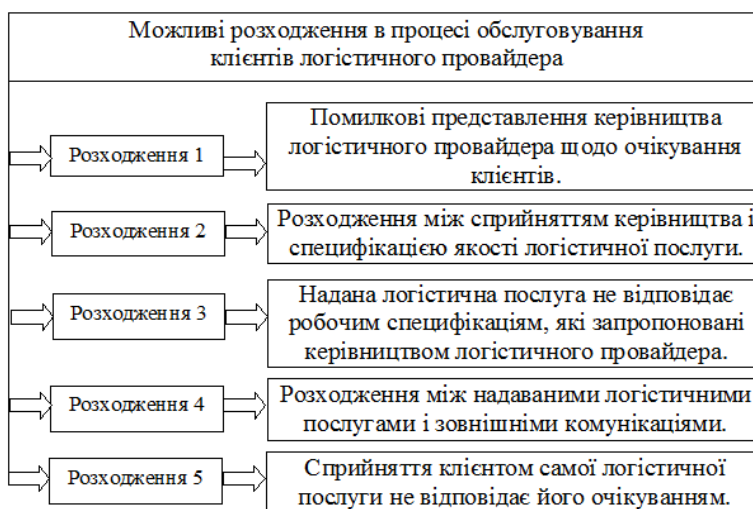 Можливі розходження в процесі обслуговування
клієнтів логістичного провайдера
Розходження 1
Помилкові представлення керівництва
логістичного провайдера щодо очікування
клієнтів.
Розходження 2
Розходження між сприйняттям керівництва і
специфікацією якості логістичної послуги.
Розходження 3
Надана логістична послуга не відповідає
робочим специфікаціям, які запропоновані
керівництвом логістичного провайдера.
Розходження 4
Розходження між надаваними логістичними
послугами і зовнішніми комунікаціями.
Розходження 5
Сприйняття клієнтом самої логістичної
послуги не відповідає його очікуванням.